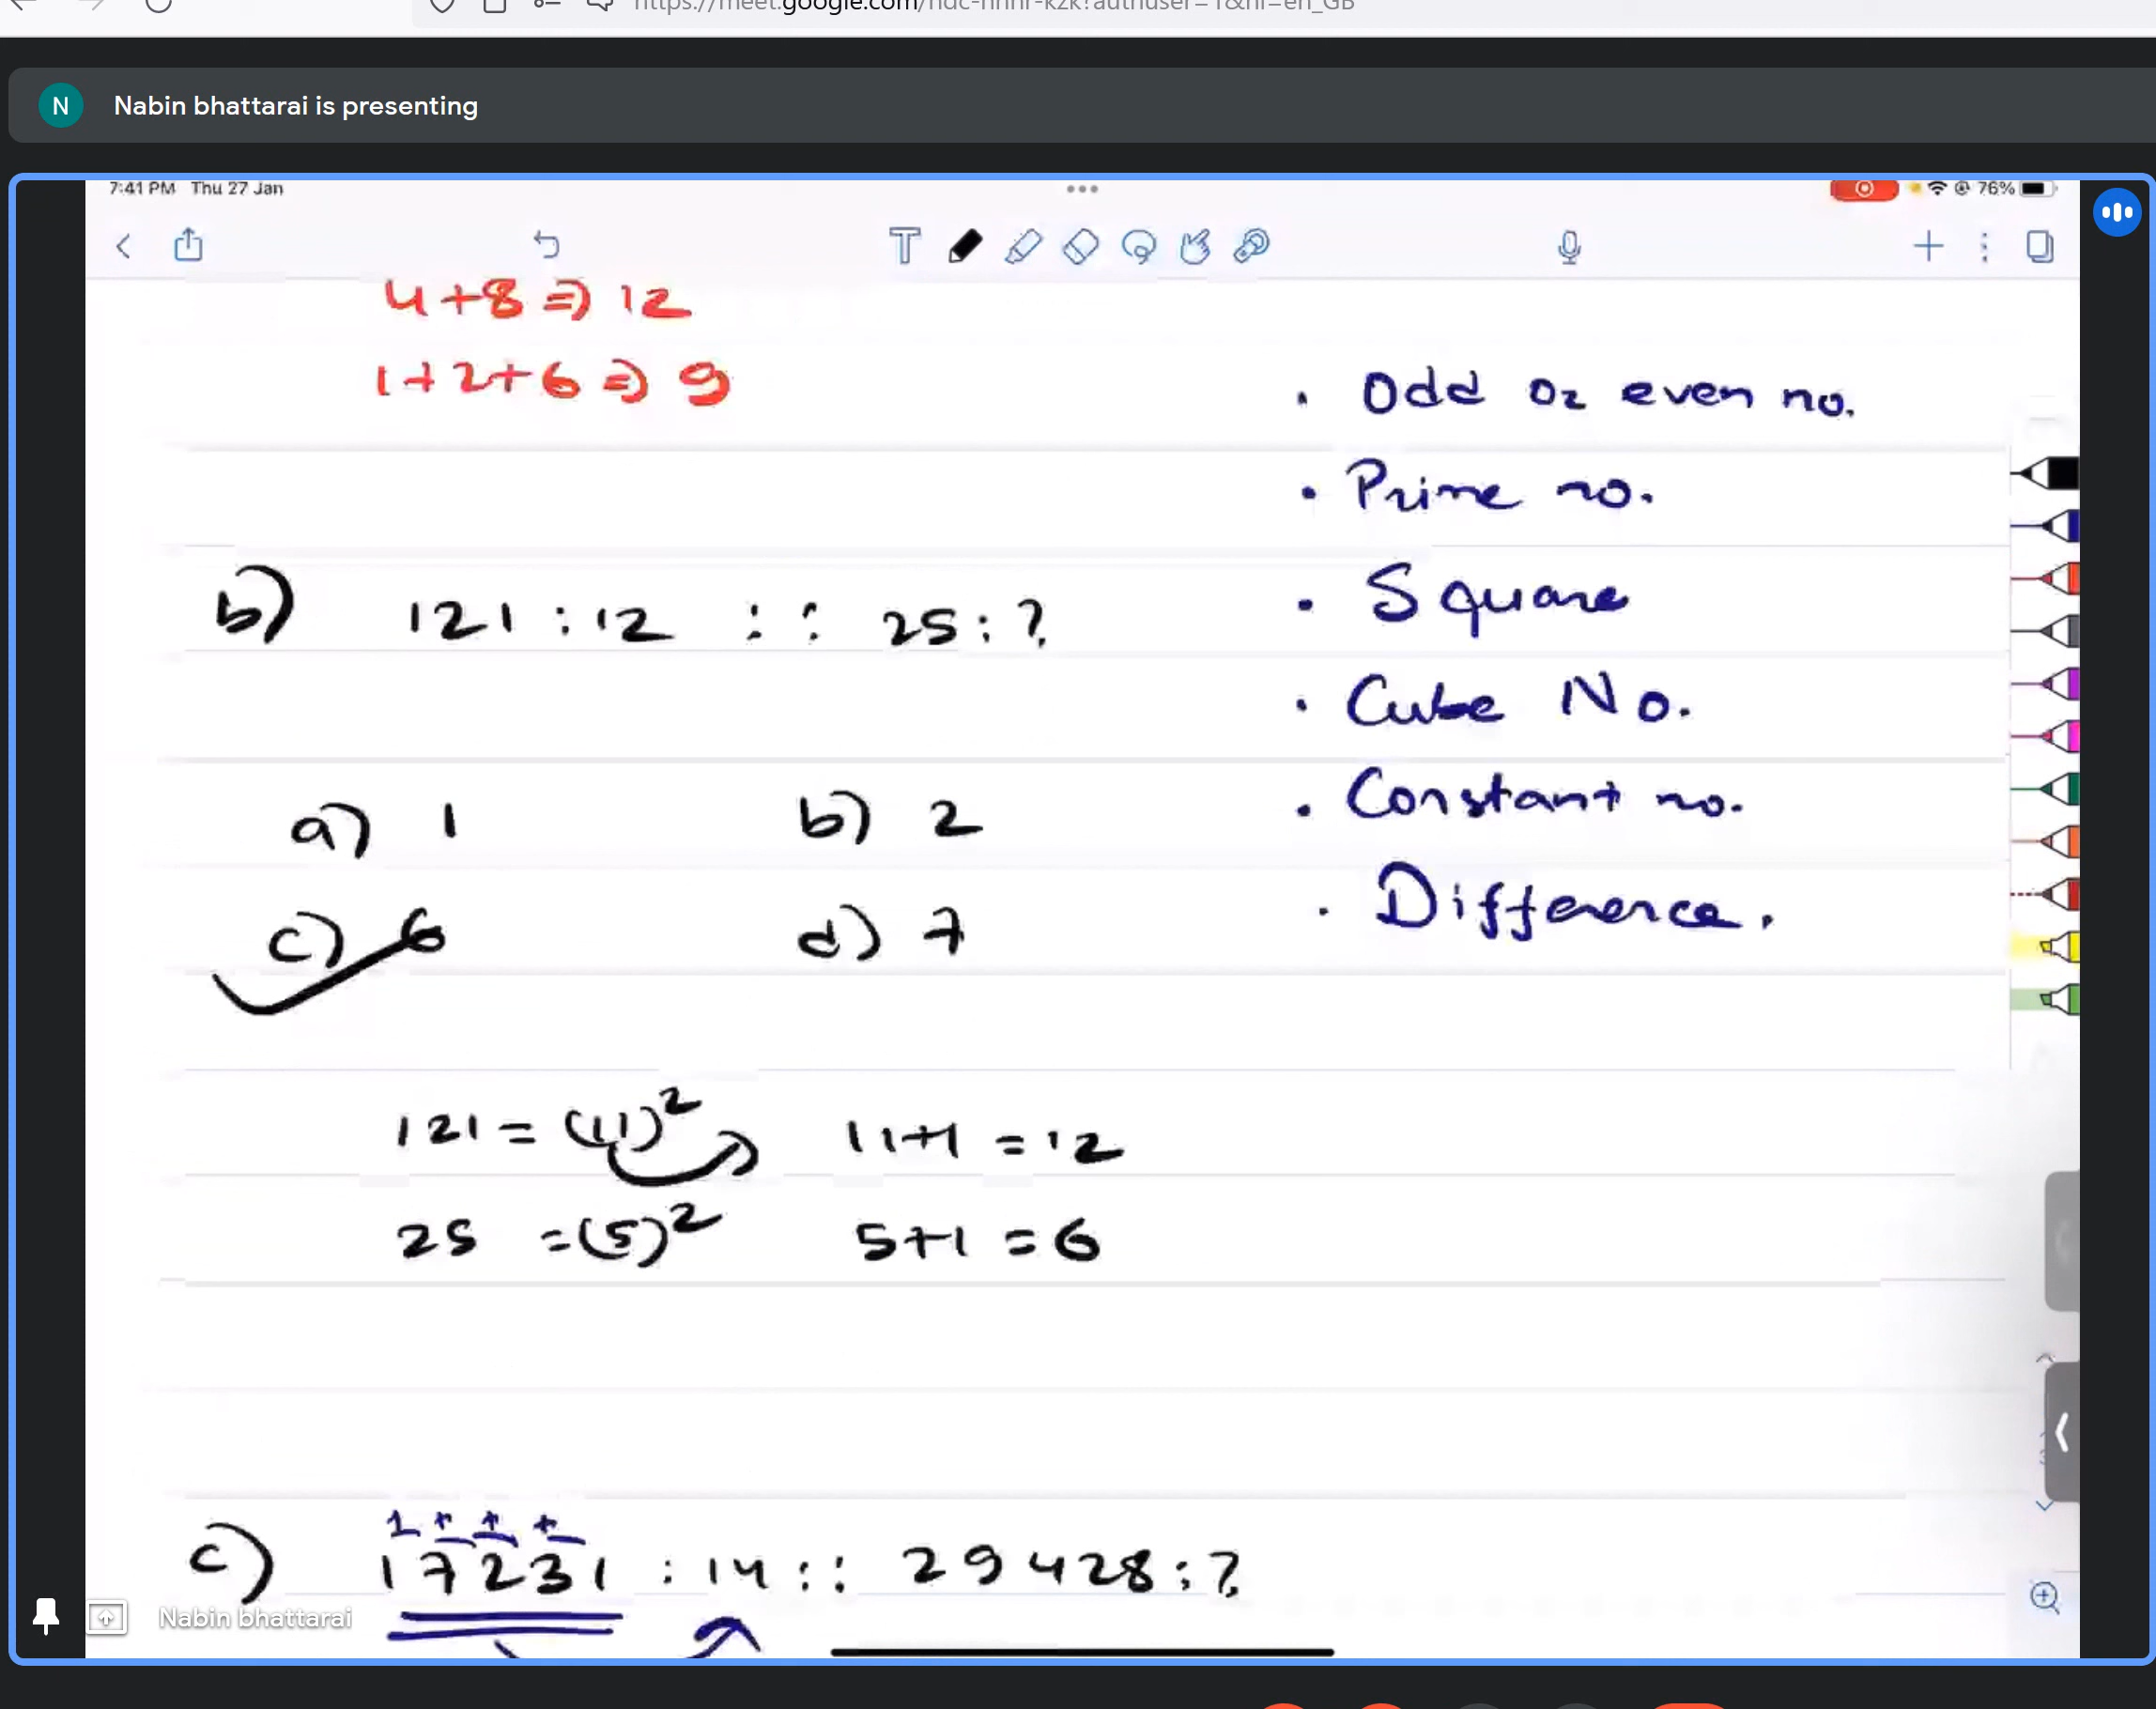 N Nabin bhattarai is presenting
7:41 PM Thu 27 Jan
76%
4+8 ⇒ 12
1+2+6 ⇒ 9
b) 121 : 12 : : 25 : ?
a) 1 b) 2
c) 6 d) 7
121 = (11)² 11+1 = 12
25 = (5)² 5+1 = 6
1 + + +
c) 17231 : 14 : : 29428 : ?
· Odd or even no.
· Prime no.
· Square
· Cube No.
· Constant no.
· Difference.
Nabin bhattarai